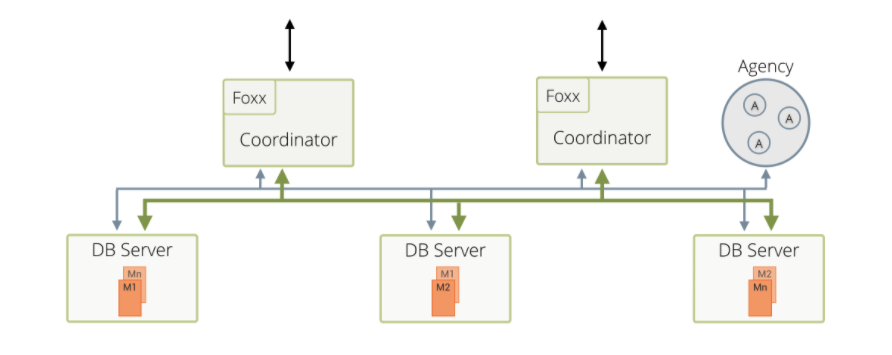 Agency
Foxx
Coordinator
Foxx
Coordinator
A
A
A
DB Server
Mn
M1
DB Server
M1
M2
DB Server
M2
Mn